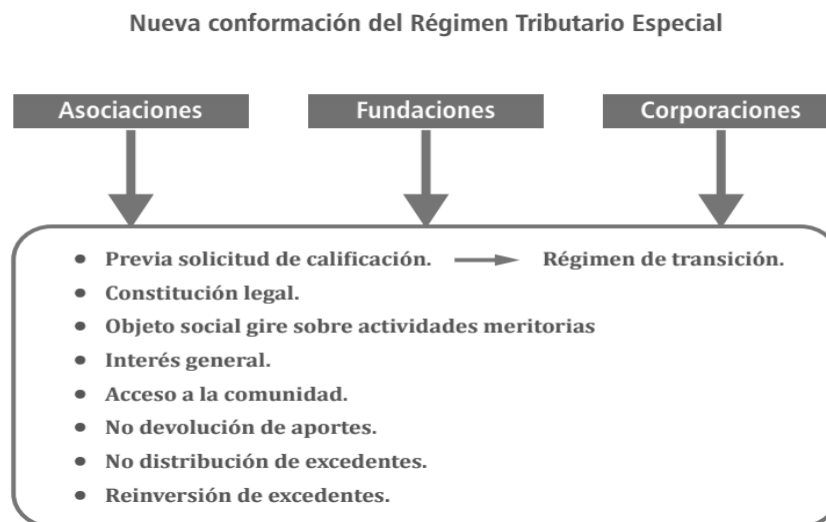 Nueva conformación del Régimen Tributario Especial
Asociaciones Fundaciones Corporaciones
• Previa solicitud de calificación. Régimen de transición.
• Constitución legal.
• Objeto social gire sobre actividades meritorias
• Interés general.
• Acceso a la comunidad.
• No devolución de aportes.
• No distribución de excedentes.
• Reinversión de excedentes.